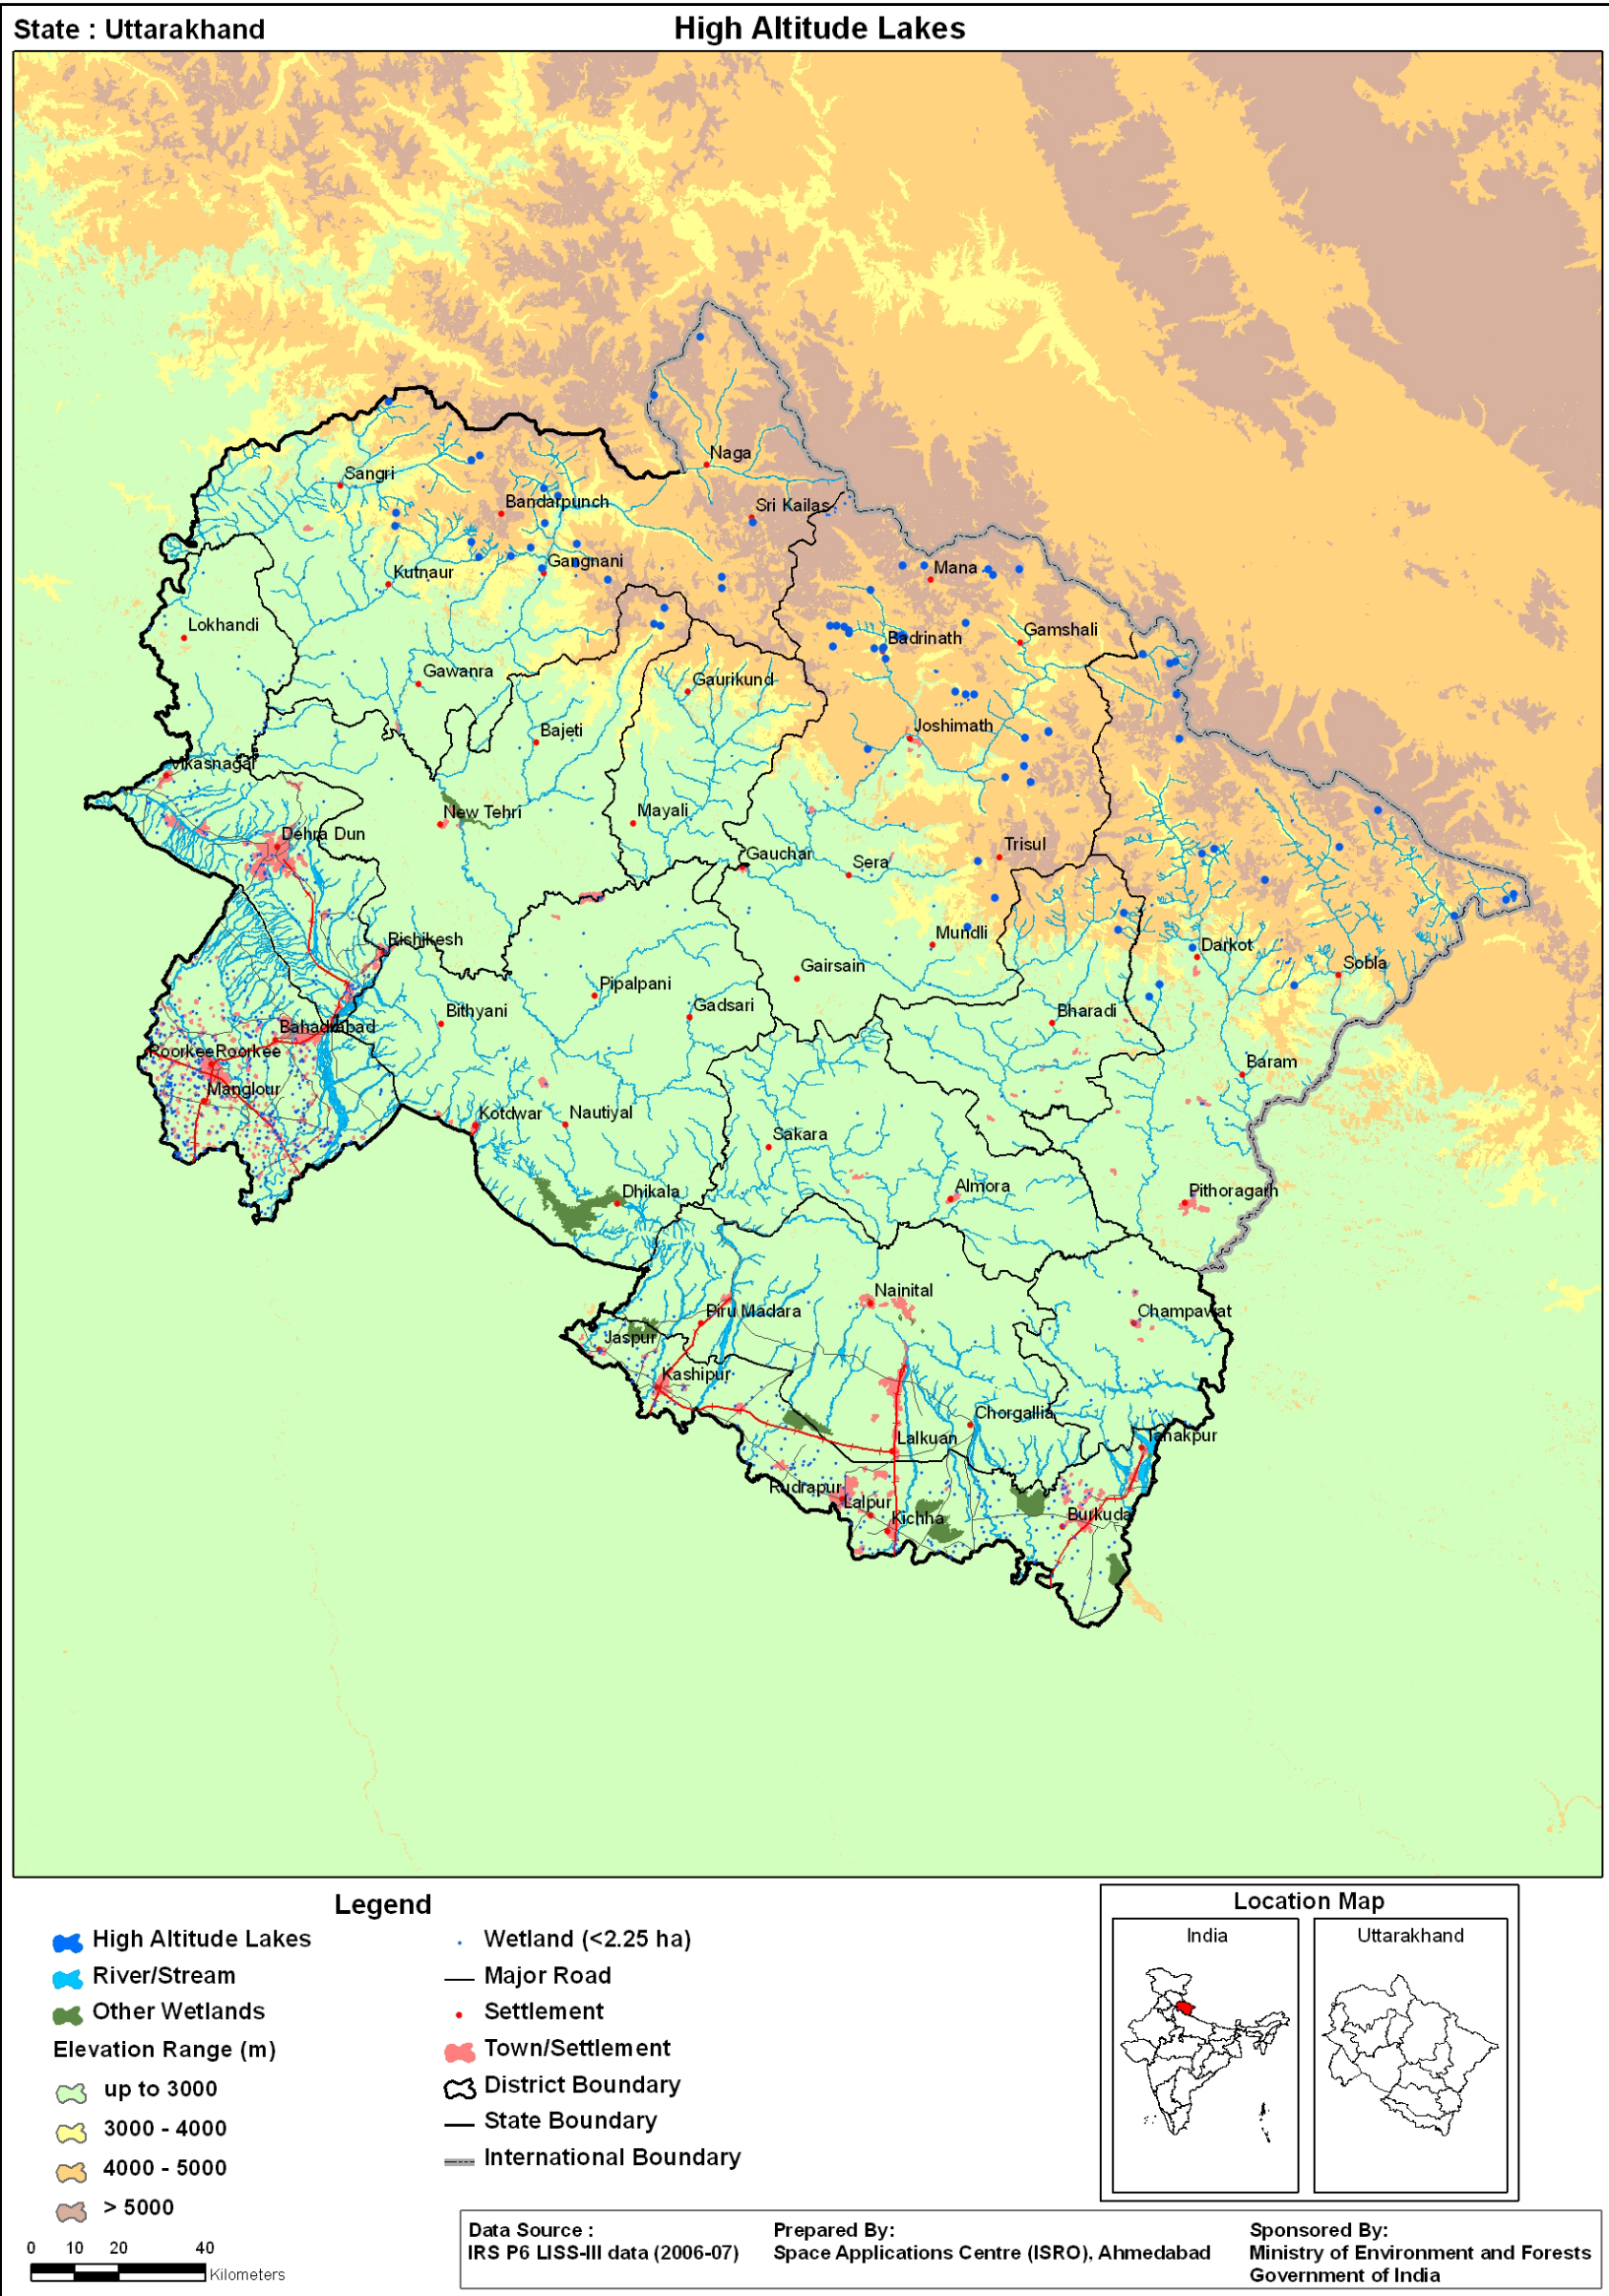 State : Uttarakhand
High Altitude Lakes
Naga
Sangri
Bandarpunch
Sri Kailas
Gangnani
Mana
Kutnaur
Lokhandi
Badrinath
Gamshali
Gawanra
Gaurikund
Bajeti
Joshimath
Vikasnagar
New Tehri
Mayali
Dehra Dun
Gauchar
Sera
Trisul
Rishikesh
Mundli
Darkot
Gairsain
Sobla
Pipalpani
Bithyani
Gadsari
Bharadi
Bahadrabad
RoorkeeRoorkee
Baram
Manglour
Kotdwar
Nautiyal
Sakara
Dhikala
Almora
Pithoragarh
Nainital
Piru Madara
Champawat
Jaspur
Kashipur
Chorgallia
Lalkuan
Tanakpur
Rudrapur
Lalpur
Kichha
Burkuda
Legend
High Altitude Lakes
River/Stream
Other Wetlands
Elevation Range (m)
up to 3000
3000 - 4000
4000 - 5000
> 5000
Wetland (<2.25 ha)
Major Road
Settlement
Town/Settlement
District Boundary
State Boundary
International Boundary
Location Map
India
Uttarakhand
0 10 20 40
Kilometers
Data Source :
IRS P6 LISS-III data (2006-07)
Prepared By:
Space Applications Centre (ISRO), Ahmedabad
Sponsored By:
Ministry of Environment and Forests
Government of India